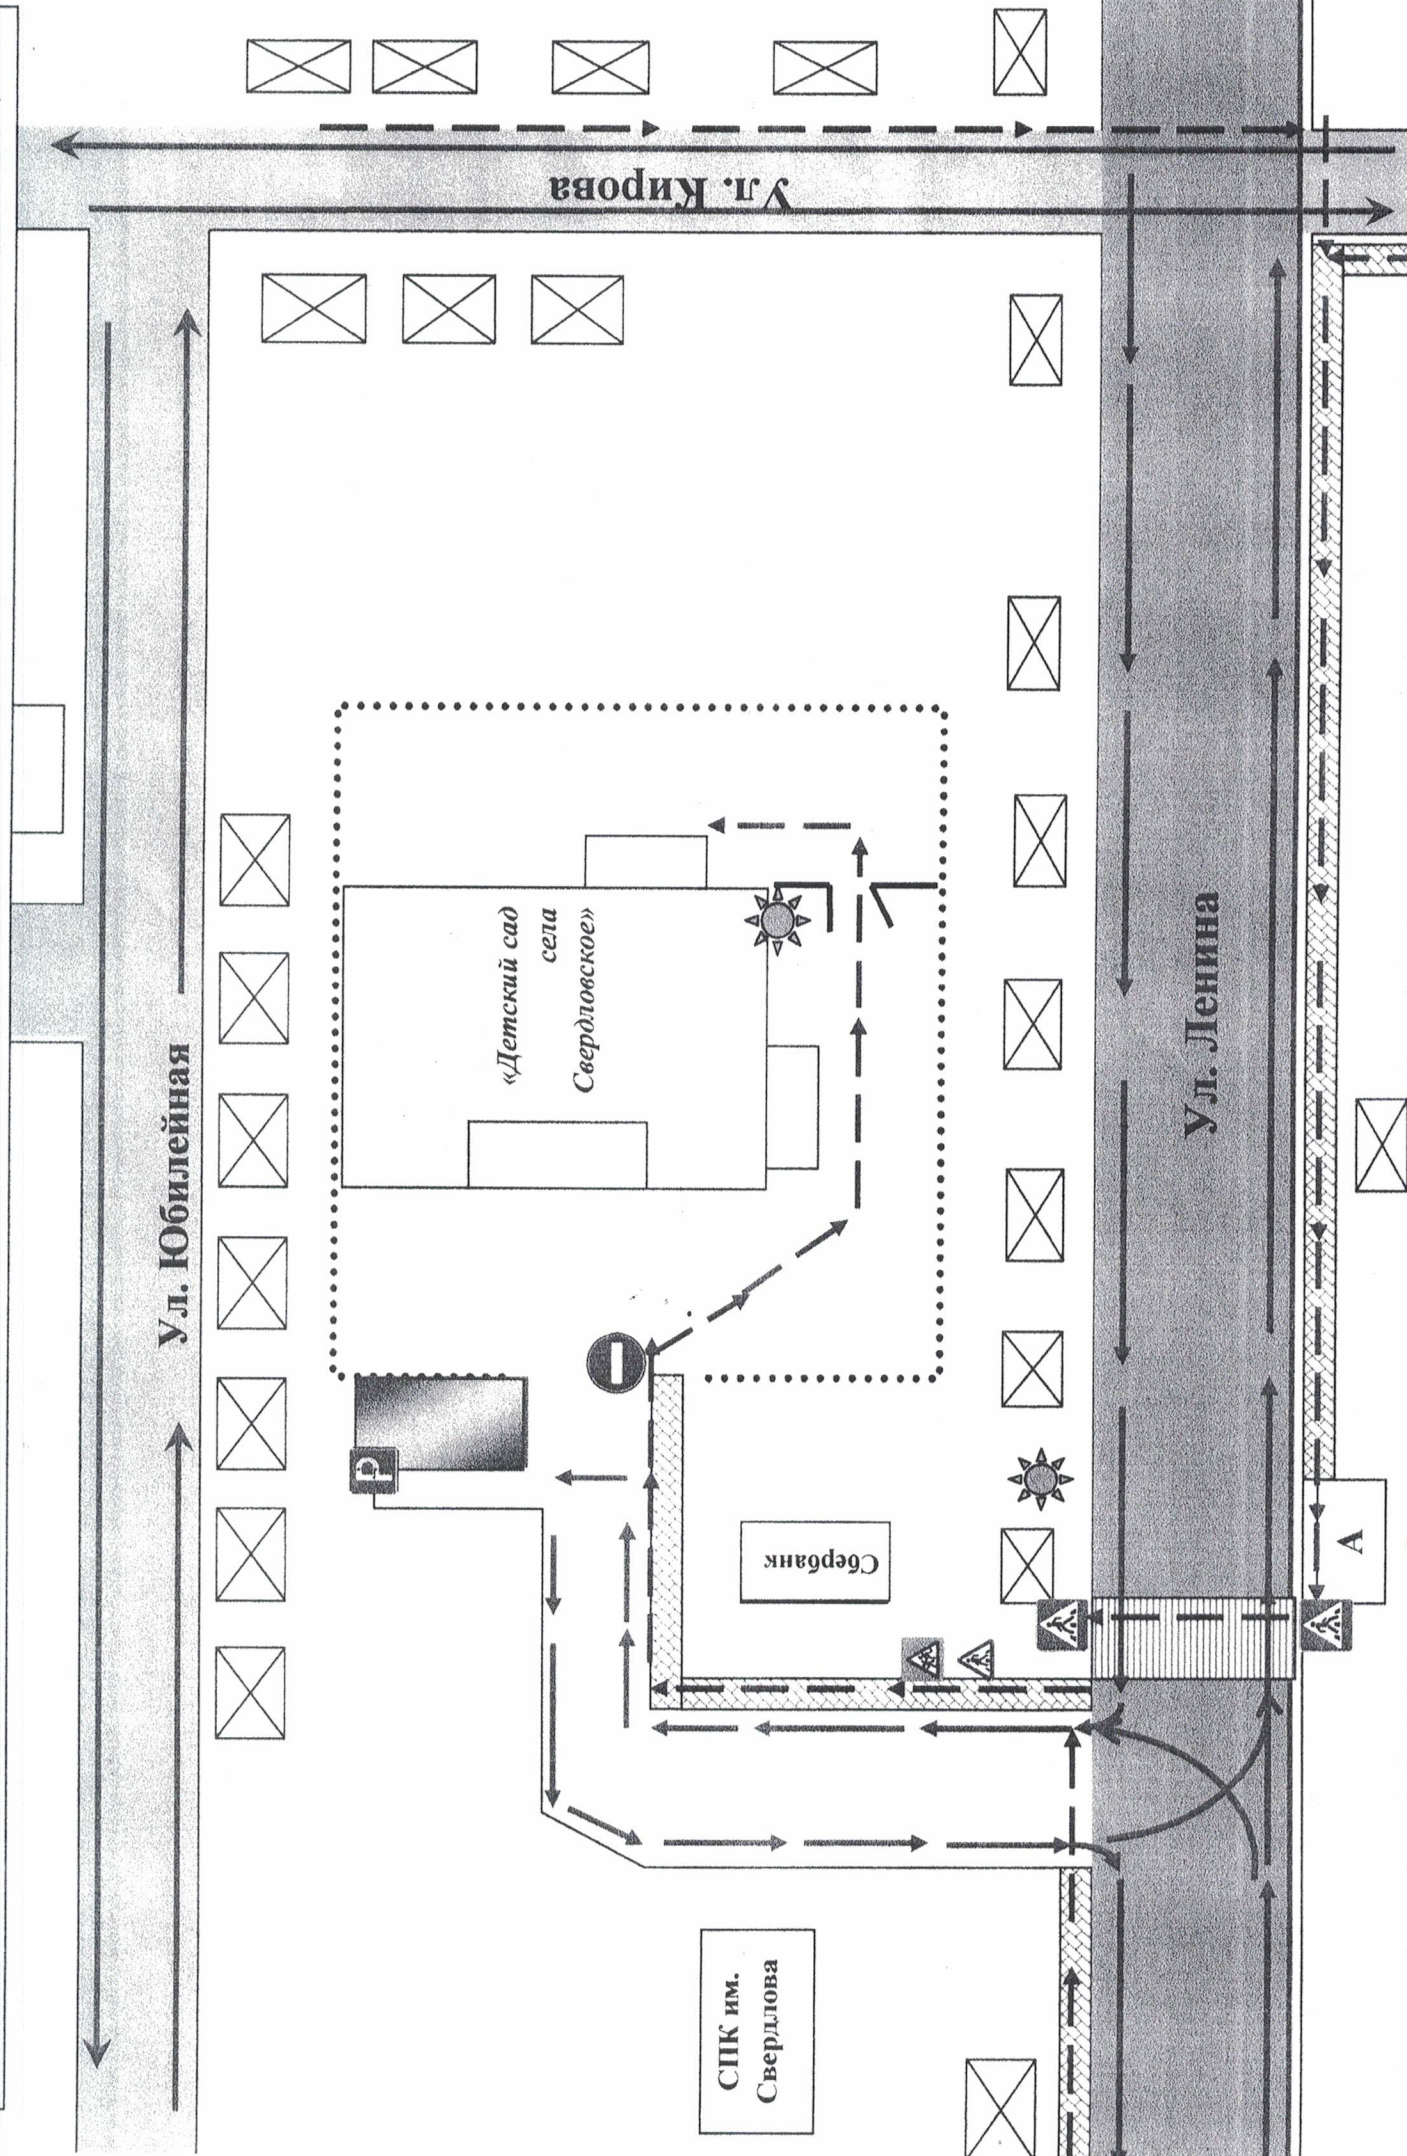 Ул. Кирова
Ул. Юбилейная
«Детский сад
села
Свердловское»
Ул. Ленина
P
Сбербанк
А
СПК им.
Свердлова